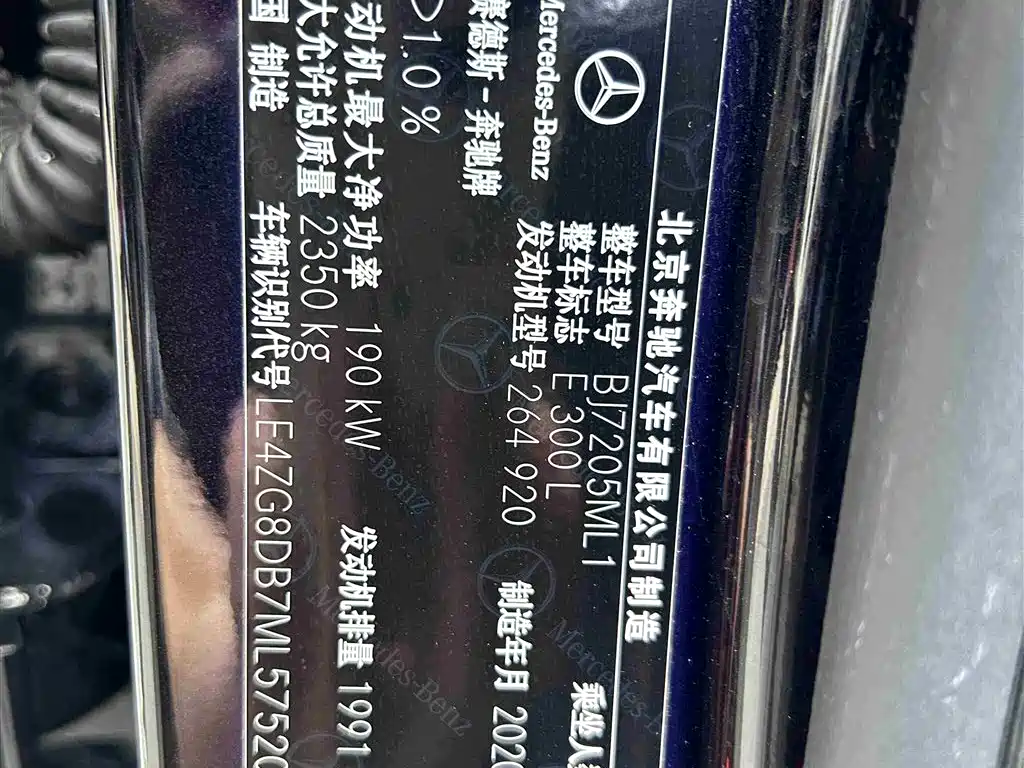 北京奔驰汽车有限公司制造
Mercedes-Benz
赛德斯-奔驰牌
整车型号 BJ7205ML1
乘坐人
整车标志 E 300 L
发动机型号 264 920
制造年月 2020
>1.0%
动机最大净功率 190 kW
发动机排量 1991
大允许总质量 2350 kg
国 制造
车辆识别代号 LE4ZG8DB7ML57520
Mercedes-Benz
Mercedes-Benz